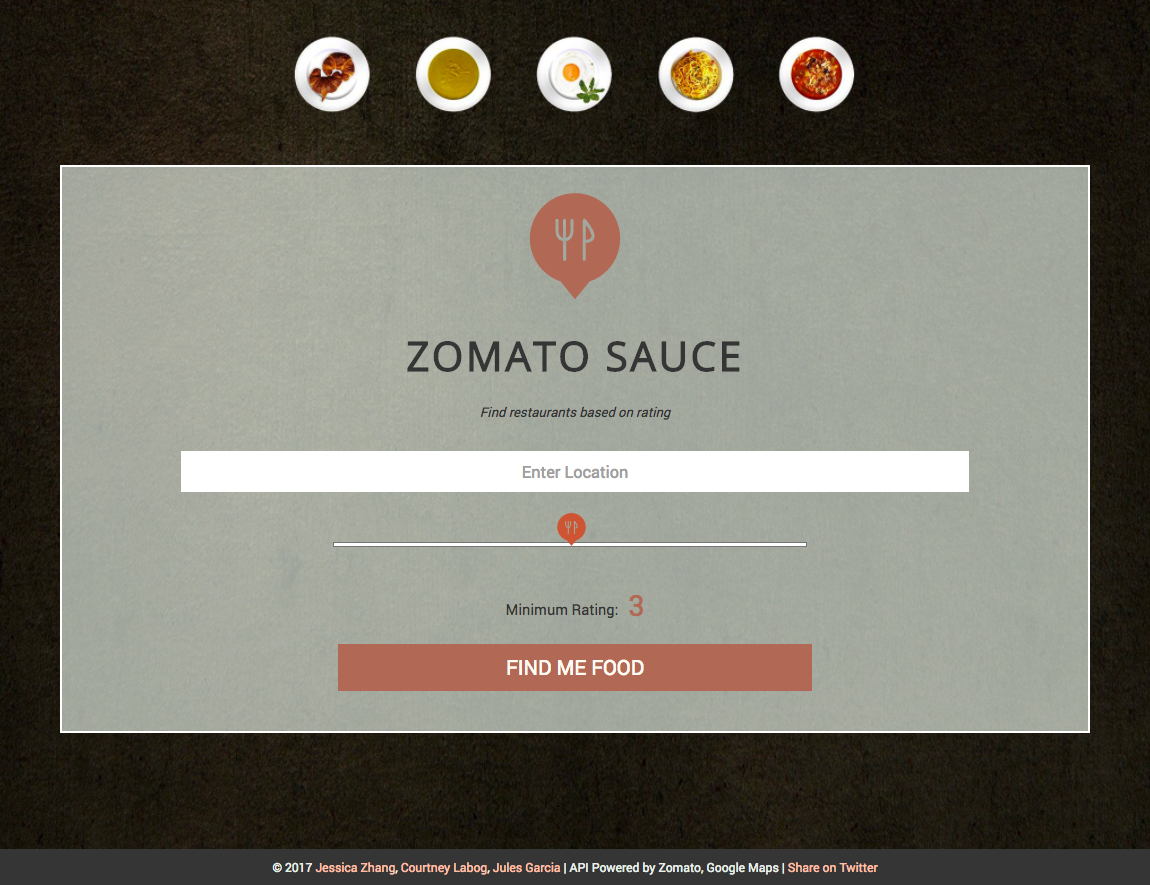 ZOMATO SAUCE
Find restaurants based on rating
Enter Location
Minimum Rating: 3
FIND ME FOOD
© 2017 Jessica Zhang, Courtney Labog, Jules Garcia | API Powered by Zomato, Google Maps | Share on Twitter